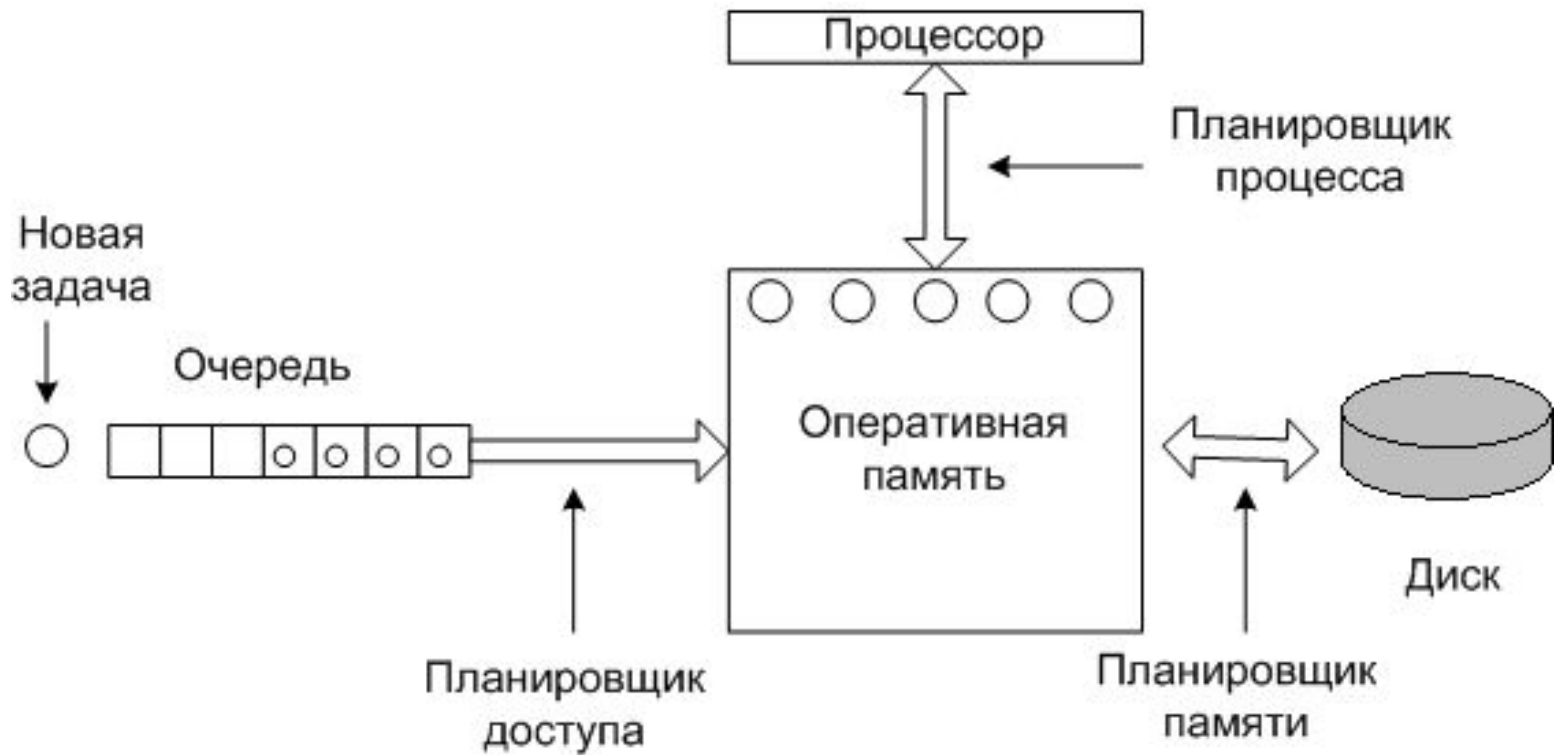 Процессор
Планировщик
процесса
Новая
задача
Очередь
Оперативная
память
Диск
Планировщик
доступа
Планировщик
памяти